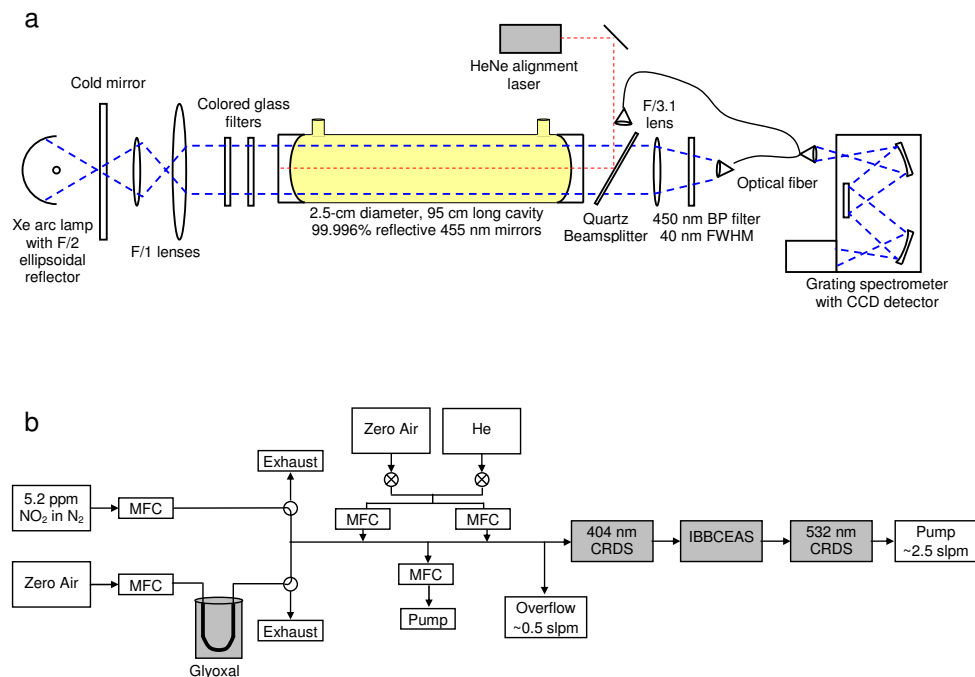 a
HeNe alignment
laser
Cold mirror
Colored glass
filters
F/3.1
lens
Xe arc lamp
with F/2
ellipsoidal
reflector
F/1 lenses
2.5-cm diameter, 95 cm long cavity
99.996% reflective 455 nm mirrors
Quartz
Beamsplitter
450 nm BP filter
40 nm FWHM
Optical fiber
Grating spectrometer
with CCD detector
b
Zero Air
He
Exhaust
5.2 ppm
NO₂ in N₂
MFC
MFC
MFC
404 nm
CRDS
IBBCEAS
532 nm
CRDS
Pump
~2.5 slpm
Zero Air
MFC
MFC
Pump
Overflow
~0.5 slpm
Exhaust
Glyoxal